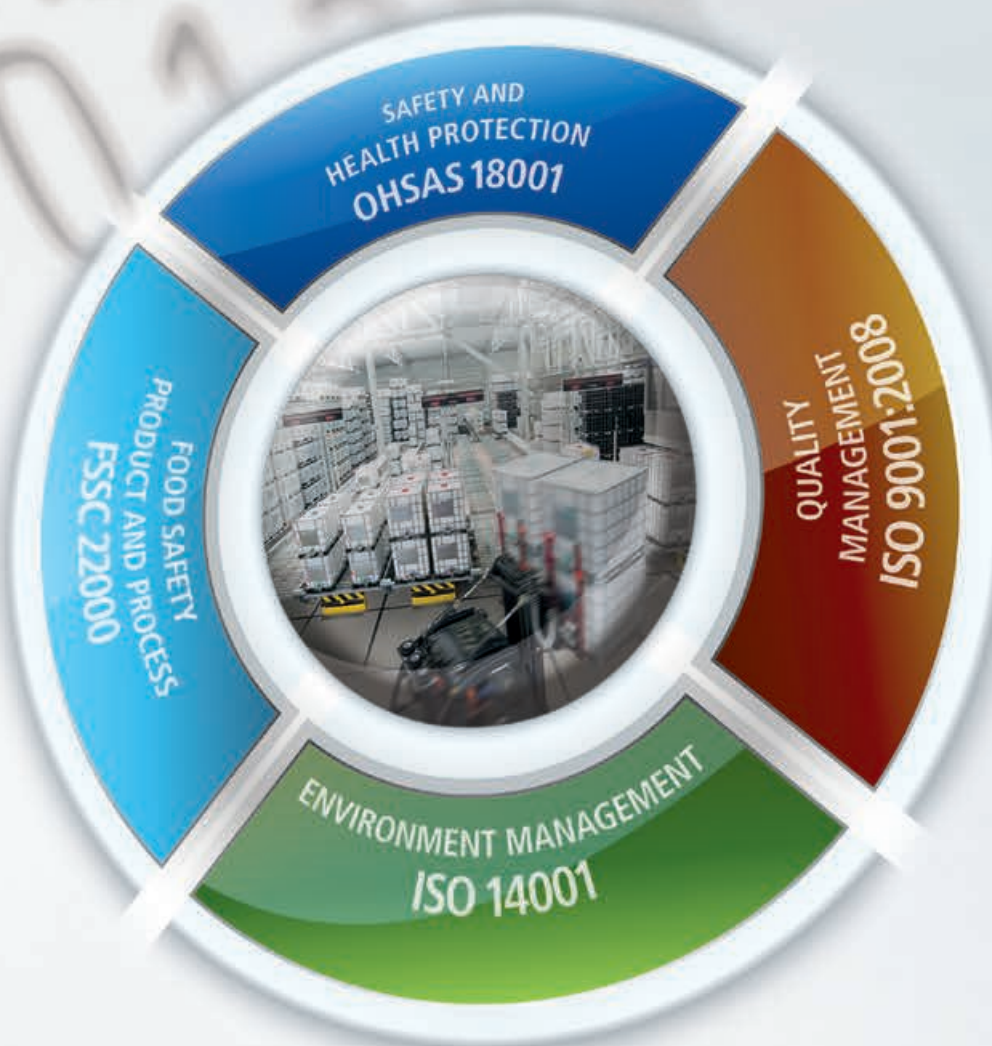 SAFETY AND
HEALTH PROTECTION
OHSAS 18001
QUALITY
MANAGEMENT
ISO 9001:2008
ENVIRONMENT MANAGEMENT
ISO 14001
FOOD SAFETY
PRODUCT AND PROCESS
FSSC 22000